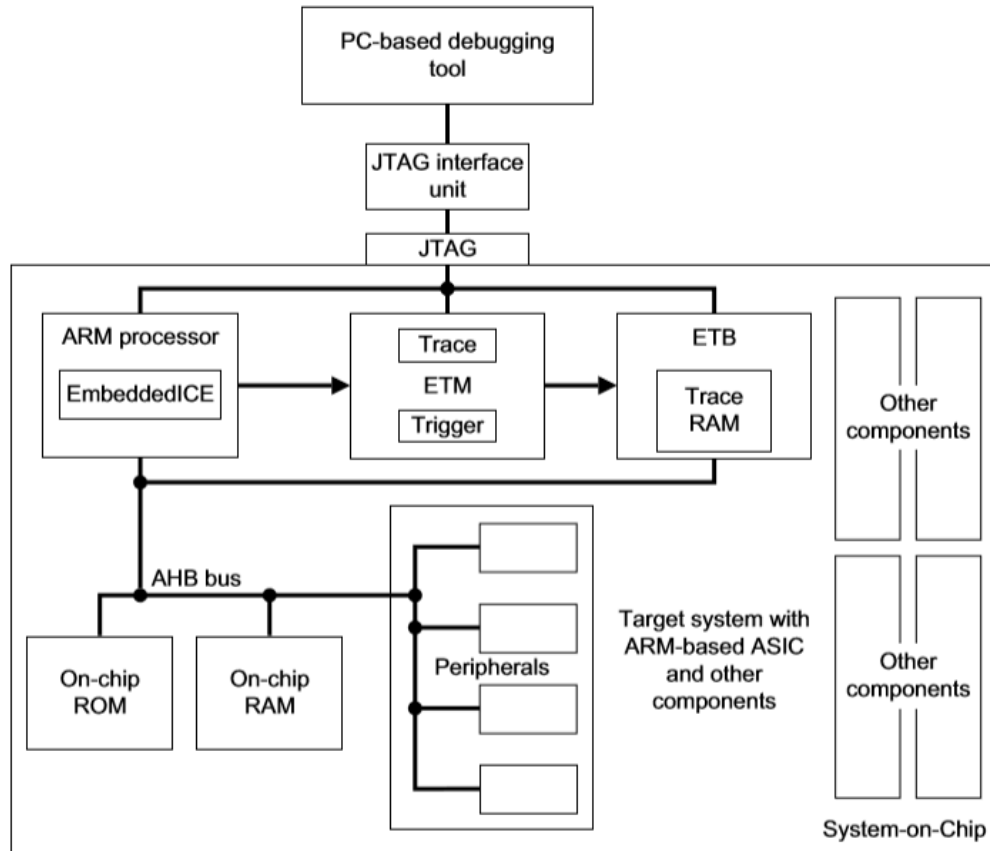 PC-based debugging
tool
JTAG interface
unit
JTAG
ARM processor
EmbeddedICE
Trace
ETM
Trigger
ETB
Trace
RAM
Other
components
AHB bus
On-chip
ROM
On-chip
RAM
Peripherals
Target system with
ARM-based ASIC
and other
components
Other
components
System-on-Chip